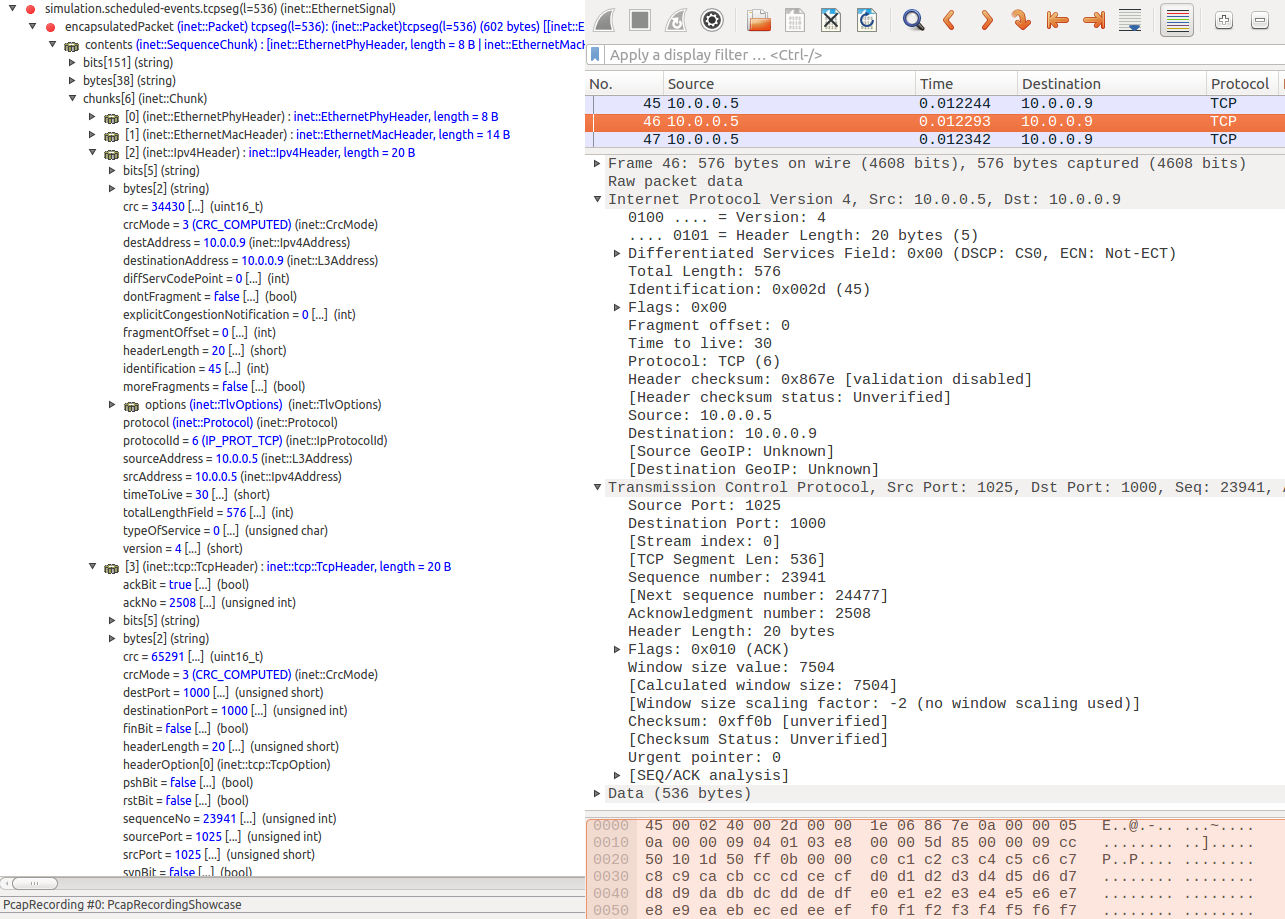 simulation.scheduled-events.tcpseg(l=536) (inet::EthernetSignal)
encapsulatedPacket (inet::Packet) tcpseg(l=536): (inet::Packet)tcpseg(l=536) (602 bytes) [[inet::E
contents (inet::SequenceChunk) : [inet::EthernetPhyHeader, length = 8 B | inet::EthernetMacH
bits[151] (string)
bytes[38] (string)
chunks[6] (inet::Chunk)
[0] (inet::EthernetPhyHeader) : inet::EthernetPhyHeader, length = 8 B
[1] (inet::EthernetMacHeader) : inet::EthernetMacHeader, length = 14 B
[2] (inet::Ipv4Header) : inet::Ipv4Header, length = 20 B
bits[5] (string)
bytes[2] (string)
crc = 34430 [...] (uint16_t)
crcMode = 3 (CRC_COMPUTED) (inet::CrcMode)
destAddress = 10.0.0.9 (inet::Ipv4Address)
destinationAddress = 10.0.0.9 (inet::L3Address)
diffServCodePoint = 0 [...] (int)
dontFragment = false [...] (bool)
explicitCongestionNotification = 0 [...] (int)
fragmentOffset = 0 [...] (int)
headerLength = 20 [...] (short)
identification = 45 [...] (int)
moreFragments = false [...] (bool)
options (inet::TlvOptions) (inet::TlvOptions)
protocol (inet::Protocol) (inet::Protocol)
protocolId = 6 (IP_PROT_TCP) (inet::IpProtocolId)
sourceAddress = 10.0.0.5 (inet::L3Address)
srcAddress = 10.0.0.5 (inet::Ipv4Address)
timeToLive = 30 [...] (short)
totalLengthField = 576 [...] (int)
typeOfService = 0 [...] (unsigned char)
version = 4 [...] (short)
[3] (inet::tcp::TcpHeader) : inet::tcp::TcpHeader, length = 20 B
ackBit = true [...] (bool)
ackNo = 2508 [...] (unsigned int)
bits[5] (string)
bytes[2] (string)
crc = 65291 [...] (uint16_t)
crcMode = 3 (CRC_COMPUTED) (inet::CrcMode)
destPort = 1000 [...] (unsigned short)
destinationPort = 1000 [...] (unsigned int)
finBit = false [...] (bool)
headerLength = 20 [...] (unsigned short)
headerOption[0] (inet::tcp::TcpOption)
pshBit = false [...] (bool)
rstBit = false [...] (bool)
sequenceNo = 23941 [...] (unsigned int)
sourcePort = 1025 [...] (unsigned int)
srcPort = 1025 [...] (unsigned short)
synBit = false [...] (bool)
PcapRecording #0: PcapRecordingShowcase
Apply a display filter ... <Ctrl-/>
No. Source Time Destination Protocol
45 10.0.0.5 0.012244 10.0.0.9 TCP
46 10.0.0.5 0.012293 10.0.0.9 TCP
47 10.0.0.5 0.012342 10.0.0.9 TCP
Frame 46: 576 bytes on wire (4608 bits), 576 bytes captured (4608 bits)
Raw packet data
Internet Protocol Version 4, Src: 10.0.0.5, Dst: 10.0.0.9
0100 .... = Version: 4
.... 0101 = Header Length: 20 bytes (5)
Differentiated Services Field: 0x00 (DSCP: CS0, ECN: Not-ECT)
Total Length: 576
Identification: 0x002d (45)
Flags: 0x00
Fragment offset: 0
Time to live: 30
Protocol: TCP (6)
Header checksum: 0x867e [validation disabled]
[Header checksum status: Unverified]
Source: 10.0.0.5
Destination: 10.0.0.9
[Source GeoIP: Unknown]
[Destination GeoIP: Unknown]
Transmission Control Protocol, Src Port: 1025, Dst Port: 1000, Seq: 23941, A
Source Port: 1025
Destination Port: 1000
[Stream index: 0]
[TCP Segment Len: 536]
Sequence number: 23941
[Next sequence number: 24477]
Acknowledgment number: 2508
Header Length: 20 bytes
Flags: 0x010 (ACK)
Window size value: 7504
[Calculated window size: 7504]
[Window size scaling factor: -2 (no window scaling used)]
Checksum: 0xff0b [unverified]
[Checksum Status: Unverified]
Urgent pointer: 0
[SEQ/ACK analysis]
Data (536 bytes)
0000 45 00 02 40 00 2d 00 00 1e 06 86 7e 0a 00 00 05 E..@.-.. ...~....
0010 0a 00 00 09 04 01 03 e8 00 00 5d 85 00 00 09 cc ........ ..].....
0020 50 10 1d 50 ff 0b 00 00 c0 c1 c2 c3 c4 c5 c6 c7 P..P.... ........
0030 c8 c9 ca cb cc cd ce cf d0 d1 d2 d3 d4 d5 d6 d7 ........ ........
0040 d8 d9 da db dc dd de df e0 e1 e2 e3 e4 e5 e6 e7 ........ ........
0050 e8 e9 ea eb ec ed ee ef f0 f1 f2 f3 f4 f5 f6 f7 ........ ........